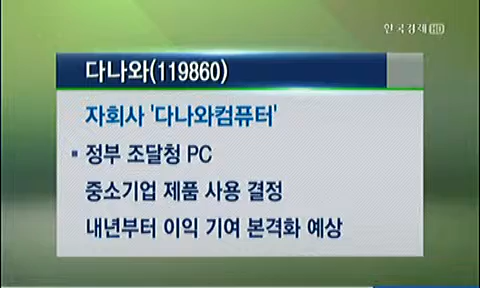 한국경제 HD
다나와(119860)
자회사 '다나와컴퓨터'
▪ 정부 조달청 PC
중소기업 제품 사용 결정
내년부터 이익 기여 본격화 예상